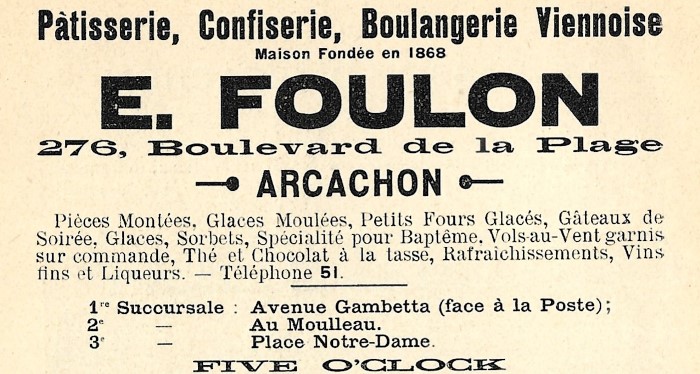 Pâtisserie, Confiserie, Boulangerie Viennoise
Maison Fondée en 1868
E. FOULON
276, Boulevard de la Plage
ARCACHON
Pièces Montées, Glaces Moulées, Petits Fours Glacés, Gâteaux de
Soirée, Glaces, Sorbets, Spécialité pour Baptême. Vols-au-Vent garnis
sur commande, Thé et Chocolat à la tasse, Rafraichissements, Vins
fins et Liqueurs. — Téléphone 51.
1re Succursale : Avenue Gambetta (face à la Poste);
2e — Au Moulleau.
3e — Place Notre-Dame.
FIVE O'CLOCK